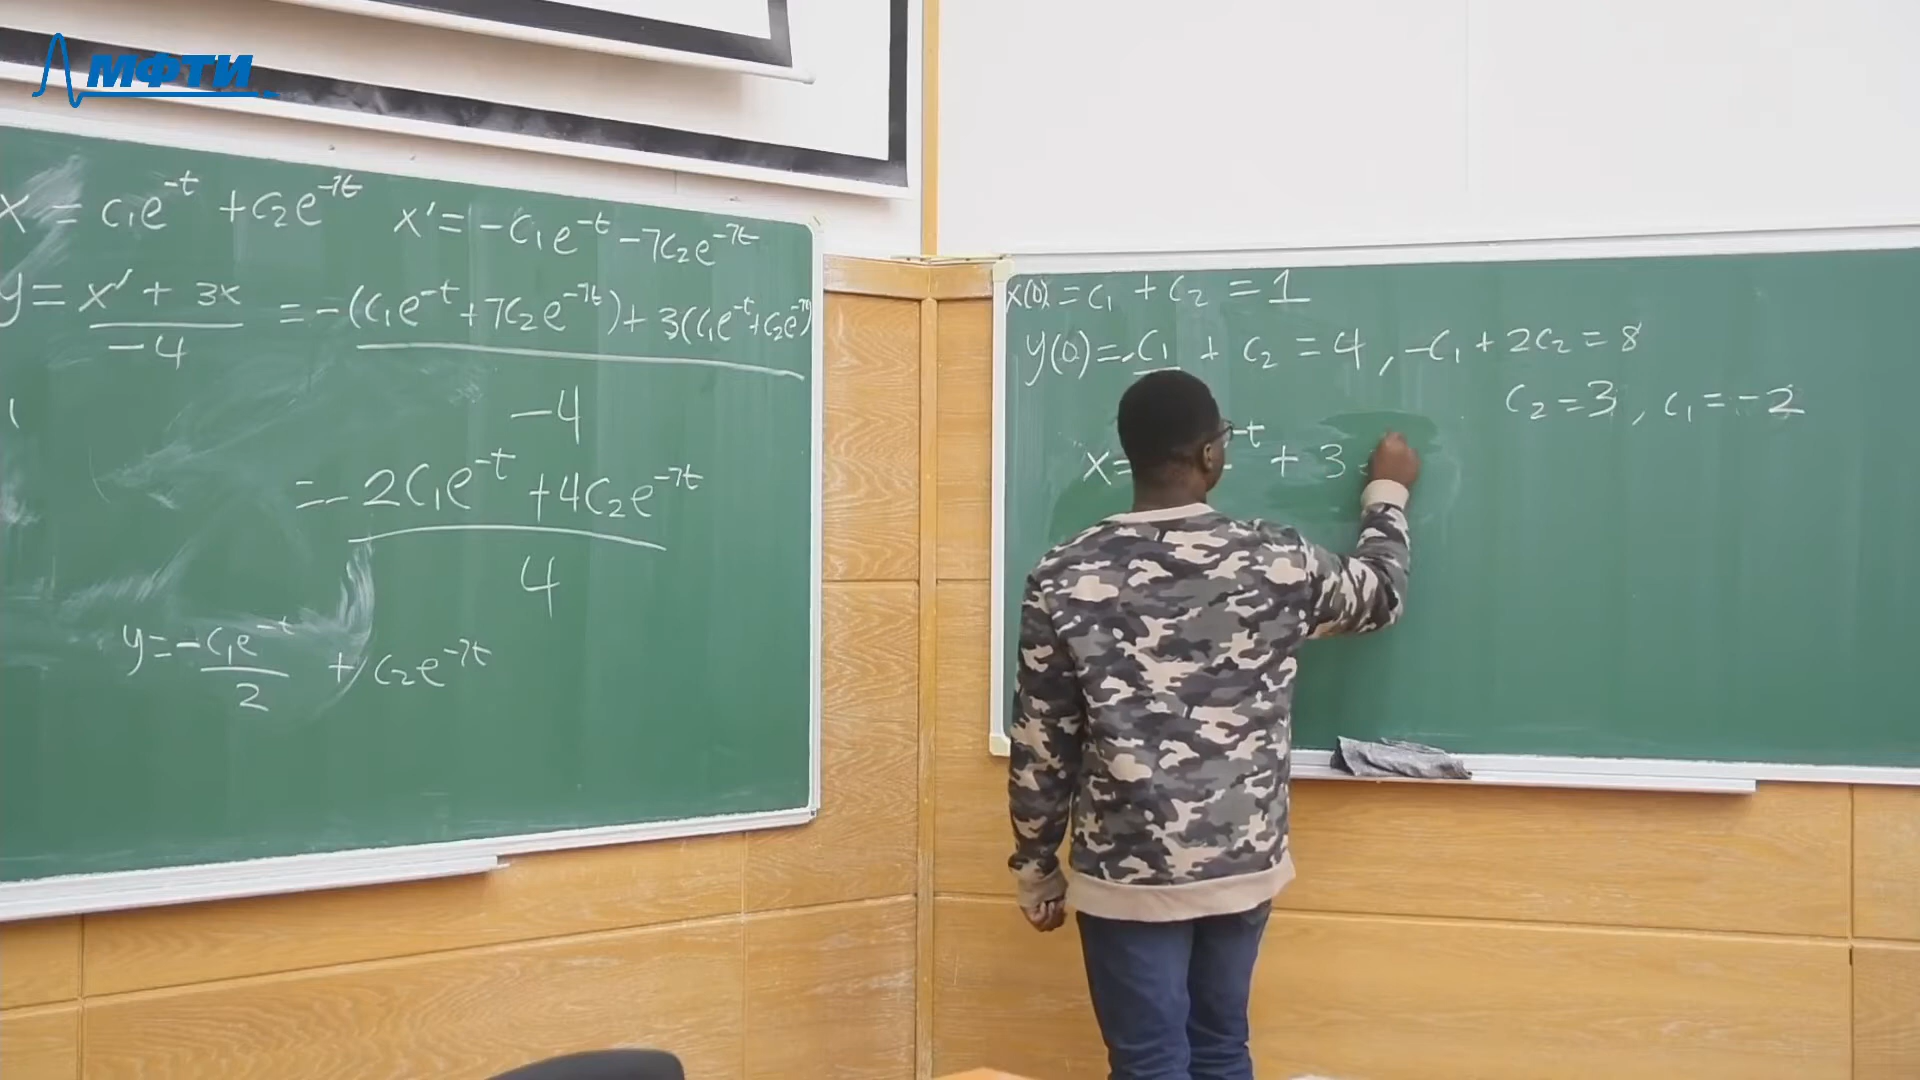 МФТИ
x = c₁e^-t + c₂e^-7t x' = -c₁e^-t - 7c₂e^-7t
y = x' + 3x / -4 = -(c₁e^-t + 7c₂e^-7t) + 3(c₁e^-t + c₂e^-7t) / -4
= - 2c₁e^-t + 4c₂e^-7t / 4
y = -c₁e^-t / 2 + c₂e^-7t
x(0) = c₁ + c₂ = 1
y(0) = -c₁ + c₂ = 4, -c₁ + 2c₂ = 8
c₂ = 3, c₁ = -2
x = -t + 3